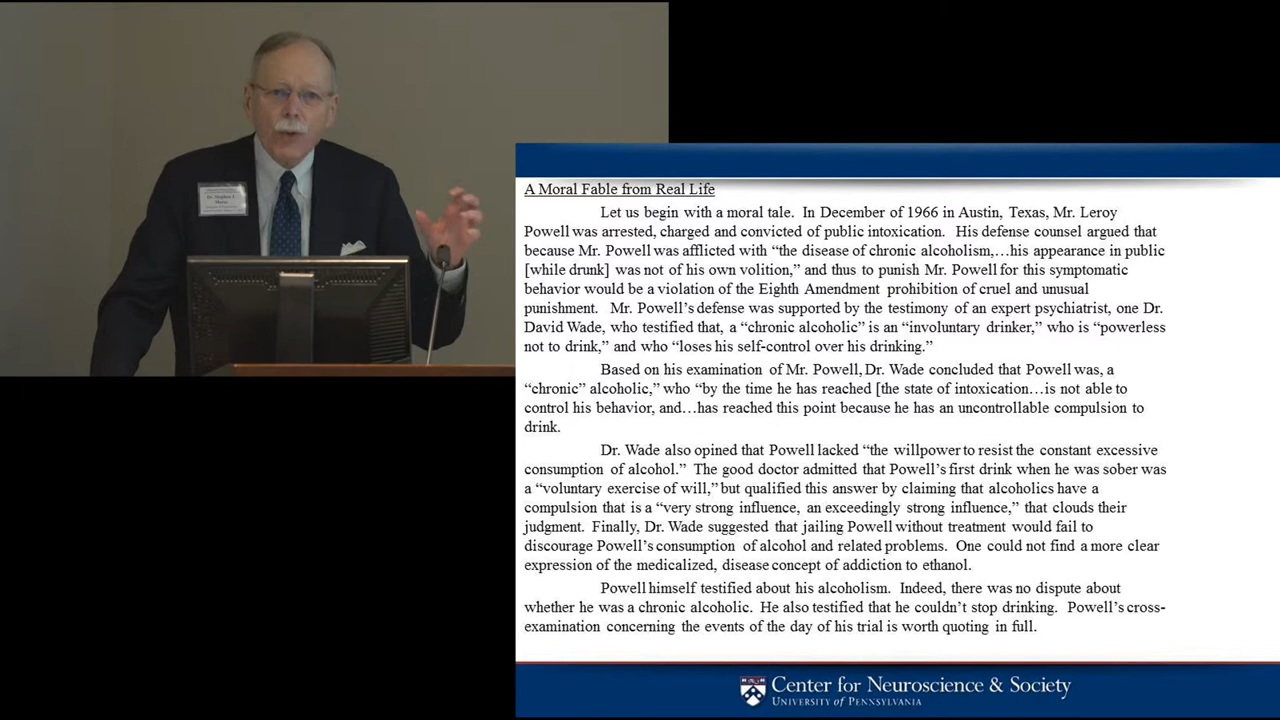 Dr. Stephen J.
Morse
A Moral Fable from Real Life
Let us begin with a moral tale. In December of 1966 in Austin, Texas, Mr. Leroy
Powell was arrested, charged and convicted of public intoxication. His defense counsel argued that
because Mr. Powell was afflicted with “the disease of chronic alcoholism,…his appearance in public
[while drunk] was not of his own volition,” and thus to punish Mr. Powell for this symptomatic
behavior would be a violation of the Eighth Amendment prohibition of cruel and unusual
punishment. Mr. Powell’s defense was supported by the testimony of an expert psychiatrist, one Dr.
David Wade, who testified that, a “chronic alcoholic” is an “involuntary drinker,” who is “powerless
not to drink,” and who “loses his self-control over his drinking.”
Based on his examination of Mr. Powell, Dr. Wade concluded that Powell was, a
“chronic” alcoholic,” who “by the time he has reached [the state of intoxication…is not able to
control his behavior, and…has reached this point because he has an uncontrollable compulsion to
drink.
Dr. Wade also opined that Powell lacked “the willpower to resist the constant excessive
consumption of alcohol.” The good doctor admitted that Powell’s first drink when he was sober was
a “voluntary exercise of will,” but qualified this answer by claiming that alcoholics have a
compulsion that is a “very strong influence, an exceedingly strong influence,” that clouds their
judgment. Finally, Dr. Wade suggested that jailing Powell without treatment would fail to
discourage Powell’s consumption of alcohol and related problems. One could not find a more clear
expression of the medicalized, disease concept of addiction to ethanol.
Powell himself testified about his alcoholism. Indeed, there was no dispute about
whether he was a chronic alcoholic. He also testified that he couldn’t stop drinking. Powell’s cross-
examination concerning the events of the day of his trial is worth quoting in full.
Center for Neuroscience & Society
UNIVERSITY of PENNSYLVANIA